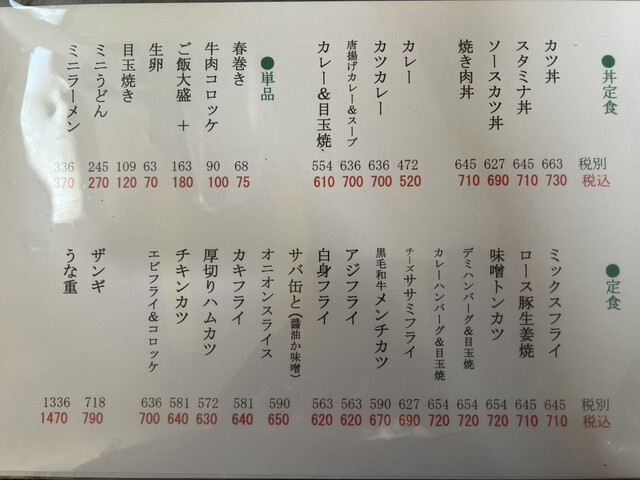 ●丼定食
カツ丼
スタミナ丼
ソースカツ丼
焼き肉丼
カレー
カツカレー
唐揚げカレー&スープ
カレー&目玉焼、
●単品
春巻き
牛肉コロッケ
ご飯大盛 +
生卵
目玉焼き
ミニうどん
ミニラーメン
336 245 109 63 163 90 68 554 636 636 472 645 627 645 663 税別
370 270 120 70 180 100 75 610 700 700 520 710 690 710 730 税込
●定食
ミックスフライ
ロース豚生姜焼
味噌トンカツ
デミハンバーグ&目玉焼
カレーハンバーグ&目玉焼
チーズササミフライ
黒毛和牛メンチカツ
アジフライ
白身フライ
サバ缶と(醤油か味噌)
オニオンスライス
カキフライ
厚切りハムカツ
チキンカツ
エビフライ&コロッケ
ザンギ
うな重
1336 718 636 581 572 581 590 563 563 590 627 654 654 654 645 645 税別
1470 790 700 640 630 640 650 620 620 670 690 720 720 720 710 710 税込